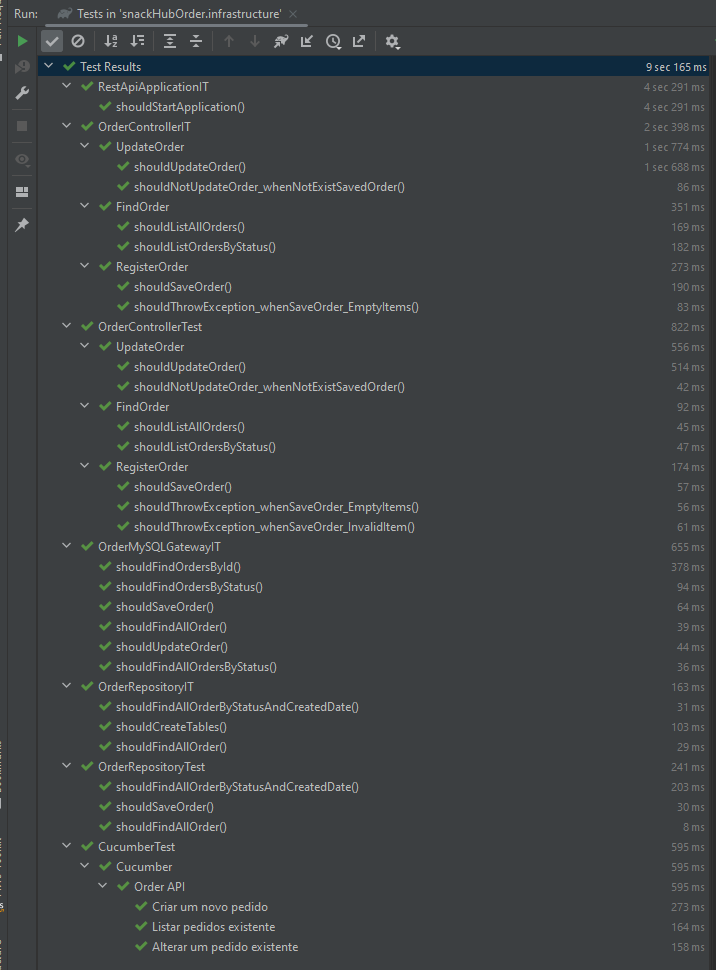 Run: Tests in 'snackHubOrder.infrastructure' ×
Test Results 9 sec 165 ms
RestApiApplicationIT 4 sec 291 ms
shouldStartApplication() 4 sec 291 ms
OrderControllerIT 2 sec 398 ms
UpdateOrder 1 sec 774 ms
shouldUpdateOrder() 1 sec 688 ms
shouldNotUpdateOrder_whenNotExistSavedOrder() 86 ms
FindOrder 351 ms
shouldListAllOrders() 169 ms
shouldListOrdersByStatus() 182 ms
RegisterOrder 273 ms
shouldSaveOrder() 190 ms
shouldThrowException_whenSaveOrder_EmptyItems() 83 ms
OrderControllerTest 822 ms
UpdateOrder 556 ms
shouldUpdateOrder() 514 ms
shouldNotUpdateOrder_whenNotExistSavedOrder() 42 ms
FindOrder 92 ms
shouldListAllOrders() 45 ms
shouldListOrdersByStatus() 47 ms
RegisterOrder 174 ms
shouldSaveOrder() 57 ms
shouldThrowException_whenSaveOrder_EmptyItems() 56 ms
shouldThrowException_whenSaveOrder_InvalidItem() 61 ms
OrderMySQLGatewayIT 655 ms
shouldFindOrdersById() 378 ms
shouldFindOrdersByStatus() 94 ms
shouldSaveOrder() 64 ms
shouldFindAllOrder() 39 ms
shouldUpdateOrder() 44 ms
shouldFindAllOrdersByStatus() 36 ms
OrderRepositoryIT 163 ms
shouldFindAllOrderByStatusAndCreatedDate() 31 ms
shouldCreateTables() 103 ms
shouldFindAllOrder() 29 ms
OrderRepositoryTest 241 ms
shouldFindAllOrderByStatusAndCreatedDate() 203 ms
shouldSaveOrder() 30 ms
shouldFindAllOrder() 8 ms
CucumberTest 595 ms
Cucumber 595 ms
Order API 595 ms
Criar um novo pedido 273 ms
Listar pedidos existente 164 ms
Alterar um pedido existente 158 ms